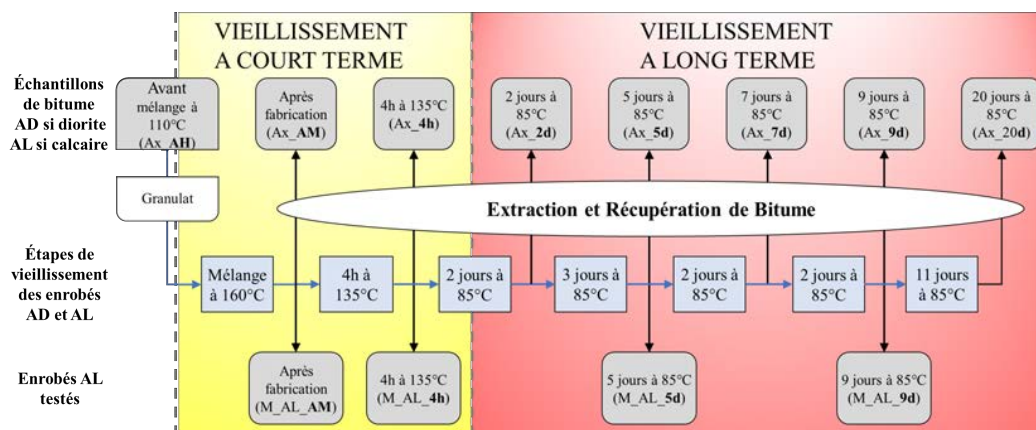 VIEILLISSEMENT
A COURT TERME
VIEILLISSEMENT
A LONG TERME
Échantillons
de bitume
AD si diorite
AL si calcaire
Avant
mélange à
110°C
(Ax_AH)
Après
fabrication
(Ax_AM)
4h à 135°C
(Ax_4h)
2 jours à
85°C
(Ax_2d)
5 jours à
85°C
(Ax_5d)
7 jours à
85°C
(Ax_7d)
9 jours à
85°C
(Ax_9d)
20 jours à
85°C
(Ax_20d)
Granulat
Extraction et Récupération de Bitume
Étapes de
vieillissement
des enrobés
AD et AL
Mélange
à 160°C
4h à
135°C
2 jours à
85°C
3 jours à
85°C
2 jours à
85°C
2 jours à
85°C
11 jours
à 85°C
Enrobés AL
testés
Après
fabrication
(M_AL_AM)
4h à 135°C
(M_AL_4h)
5 jours à 85°C
(M_AL_5d)
9 jours à 85°C
(M_AL_9d)